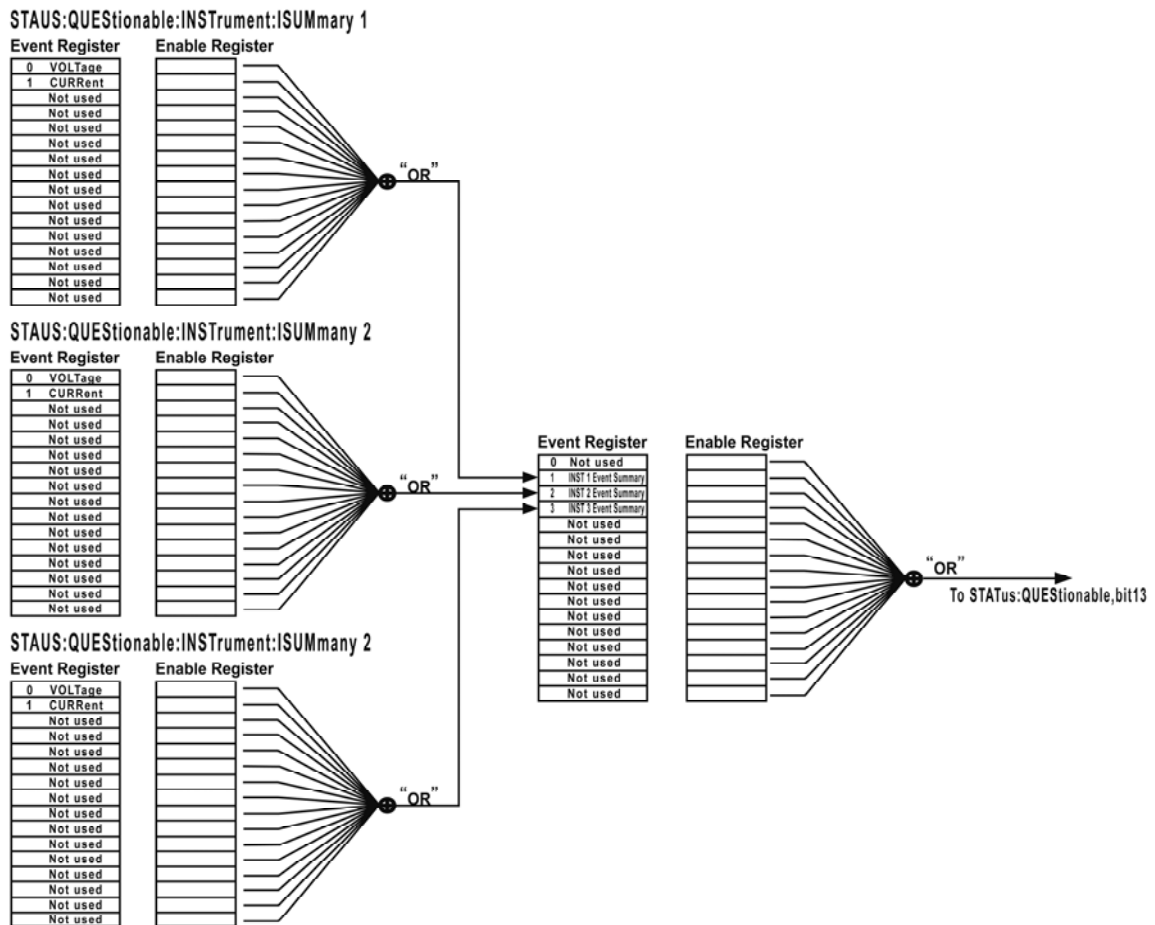 STAUS:QUEStionable:INSTrument:ISUMmary 1
Event Register Enable Register
0 VOLTage
1 CURRent
Not used
Not used
Not used
Not used
Not used
Not used
Not used
Not used
Not used
Not used
Not used
Not used
Not used
Not used
“OR”
STAUS:QUEStionable:INSTrument:ISUMmany 2
Event Register Enable Register
0 VOLTage
1 CURRent
Not used
Not used
Not used
Not used
Not used
Not used
Not used
Not used
Not used
Not used
Not used
Not used
Not used
Not used
“OR”
STAUS:QUEStionable:INSTrument:ISUMmany 2
Event Register Enable Register
0 VOLTage
1 CURRent
Not used
Not used
Not used
Not used
Not used
Not used
Not used
Not used
Not used
Not used
Not used
Not used
Not used
Not used
“OR”
Event Register Enable Register
0 Not used
1 INST 1 Event Summary
2 INST 2 Event Summary
3 INST 3 Event Summary
Not used
Not used
Not used
Not used
Not used
Not used
Not used
Not used
Not used
Not used
Not used
Not used
“OR”
To STATus:QUEStionable,bit13